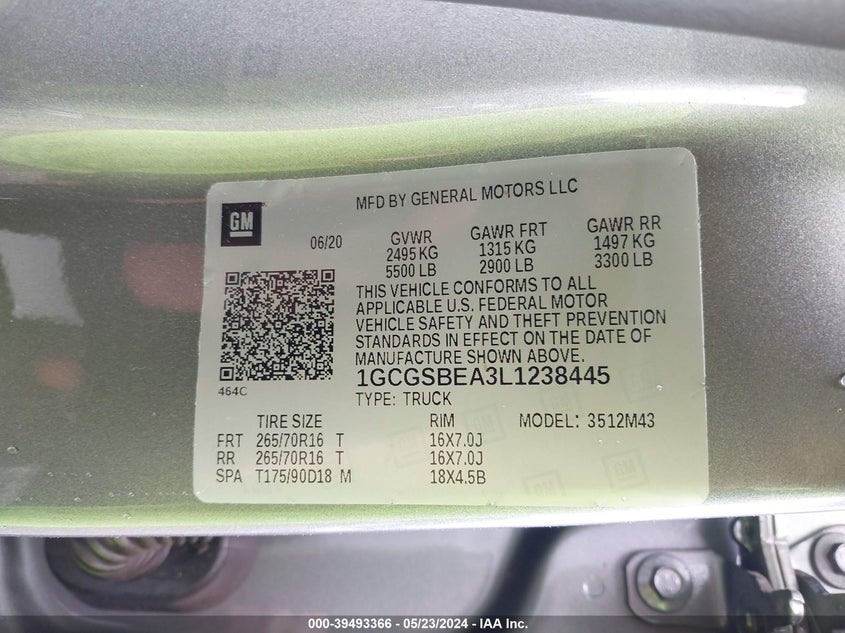 MFD BY GENERAL MOTORS LLC
GM
06/20
GVWR GAWR FRT GAWR RR
2495 KG 1315 KG 1497 KG
5500 LB 2900 LB 3300 LB
THIS VEHICLE CONFORMS TO ALL
APPLICABLE U.S. FEDERAL MOTOR
VEHICLE SAFETY AND THEFT PREVENTION
STANDARDS IN EFFECT ON THE DATE OF
MANUFACTURE SHOWN ABOVE.
464C
1GCGSBEA3L1238445
TYPE: TRUCK
TIRE SIZE RIM MODEL: 3512M43
FRT 265/70R16 T 16X7.0J
RR 265/70R16 T 16X7.0J
SPA T175/90D18 M 18X4.5B
GM
GM
000-39493366 - 05/23/2024 - IAA Inc.